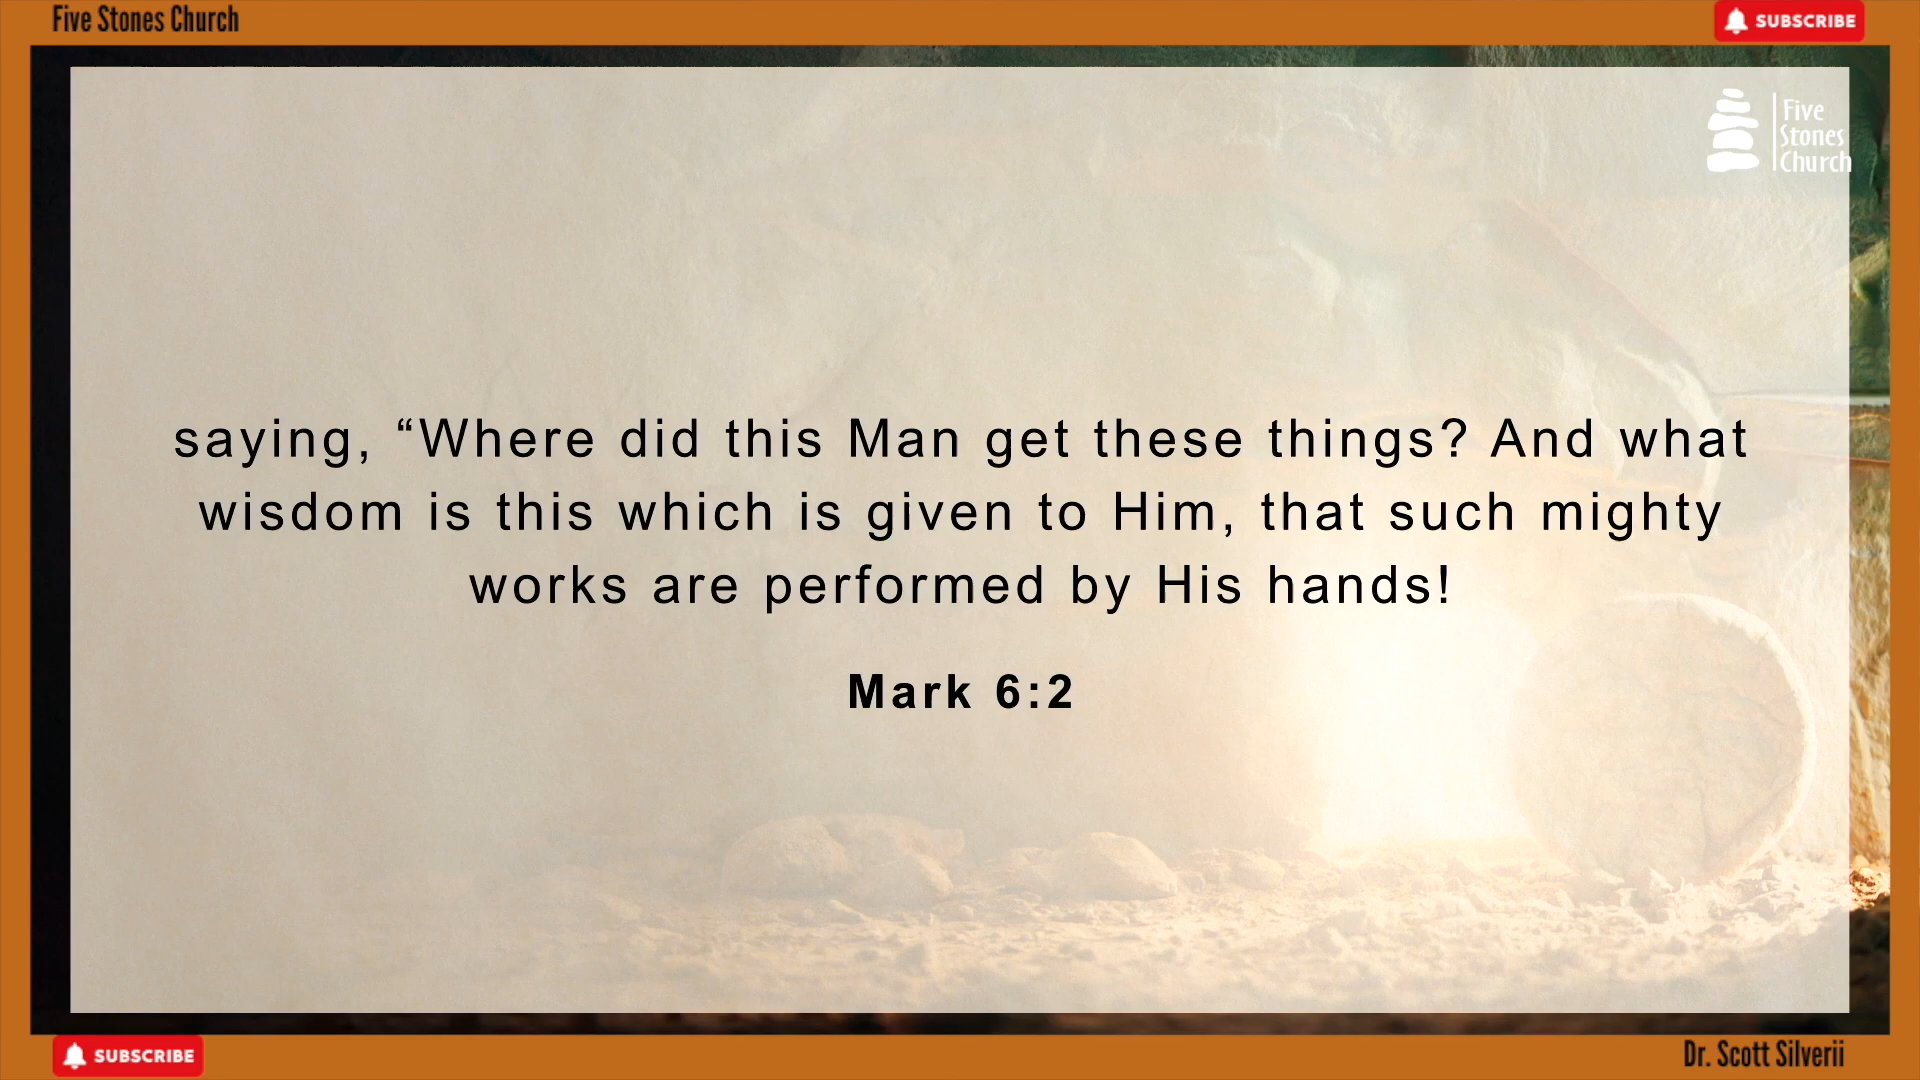 Five Stones Church
SUBSCRIBE
Five
Stones
Church
saying, “Where did this Man get these things? And what
wisdom is this which is given to Him, that such mighty
works are performed by His hands!
Mark 6:2
SUBSCRIBE
Dr. Scott Silverii